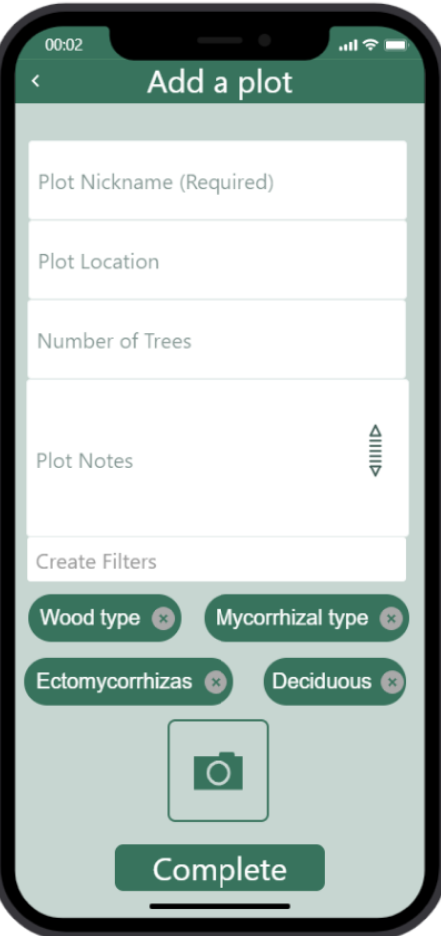 00:02
Add a plot
Plot Nickname (Required)
Plot Location
Number of Trees
Plot Notes
Create Filters
Wood type Mycorrhizal type
Ectomycorrhizas Deciduous
Complete